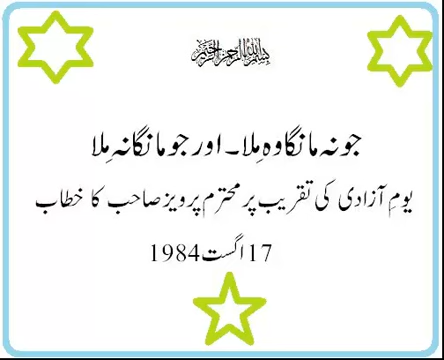 بسم اللہ الرحمن الرحیم
جو نہ مانگا وہ مِلا۔ اور جو مانگا نہ مِلا
یومِ آزادی کی تقریب پر محترم پرویز صاحب کا خطاب
17 اگست 1984